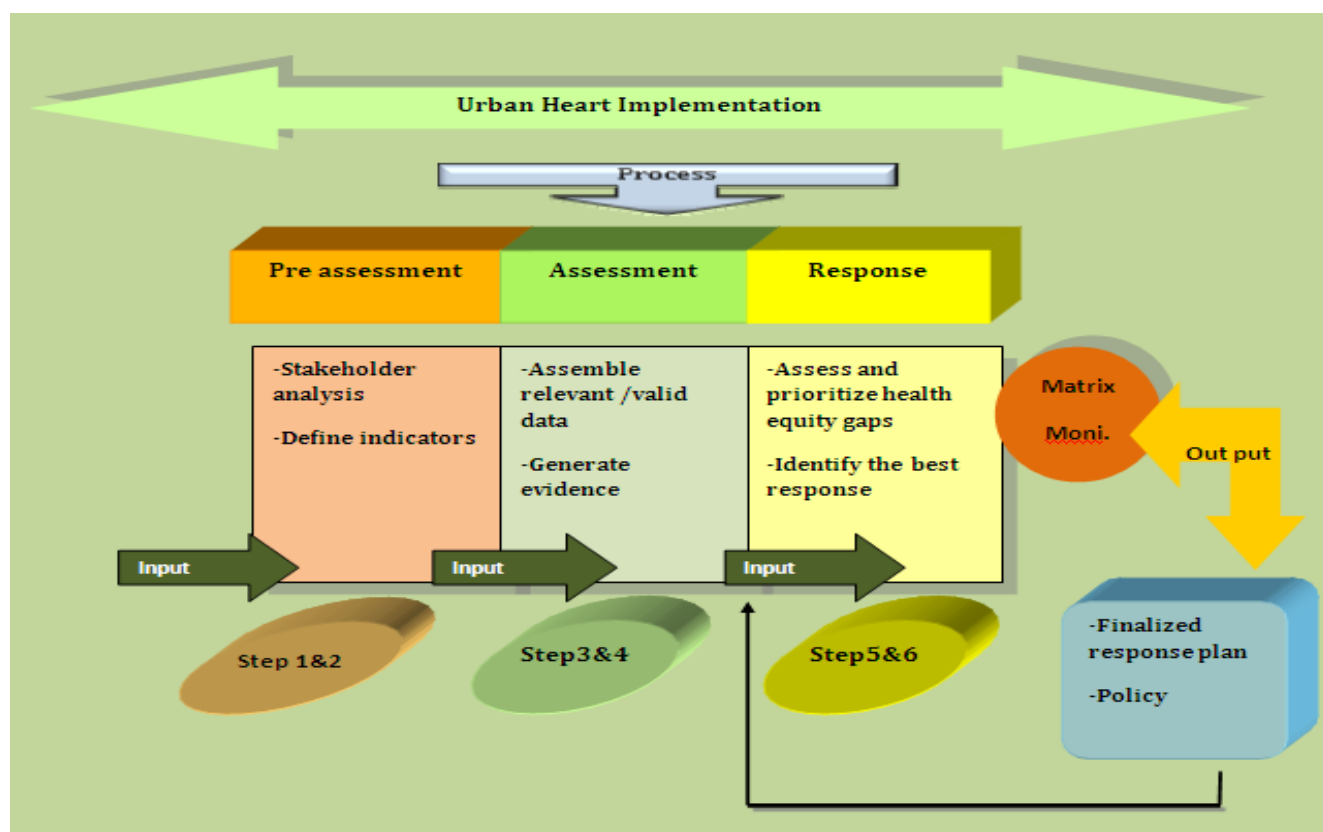 Urban Heart Implementation
Process
Pre assessment
Assessment
Response
-Stakeholder
analysis
-Define indicators
-Assemble
relevant /valid
data
-Generate
evidence
-Assess and
prioritize health
equity gaps
-Identify the best
response
Matrix
Moni.
Out put
Input
Input
Input
Step 1&2
Step3&4
Step5&6
-Finalized
response plan
-Policy